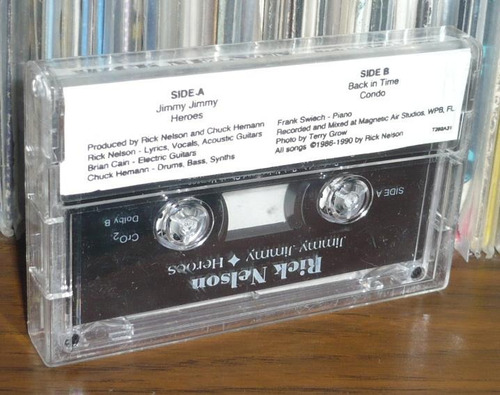 SIDE A
Jimmy Jimmy
Heroes
Produced by Rick Nelson and Chuck Hemann
Rick Nelson - Lyrics, Vocals, Acoustic Guitars
Brian Cain - Electric Guitars
Chuck Hemann - Drums, Bass, Synths
SIDE B
Back in Time
Condo
Frank Swiech - Piano
Recorded and Mixed at Magnetic Air Studios, WPB, FL
Photo by Terry Grow
All songs ©1986-1990 by Rick Nelson
SIDE A
CrO2
Dolby B
Rick Nelson
Jimmy Jimmy ✦ Heroes